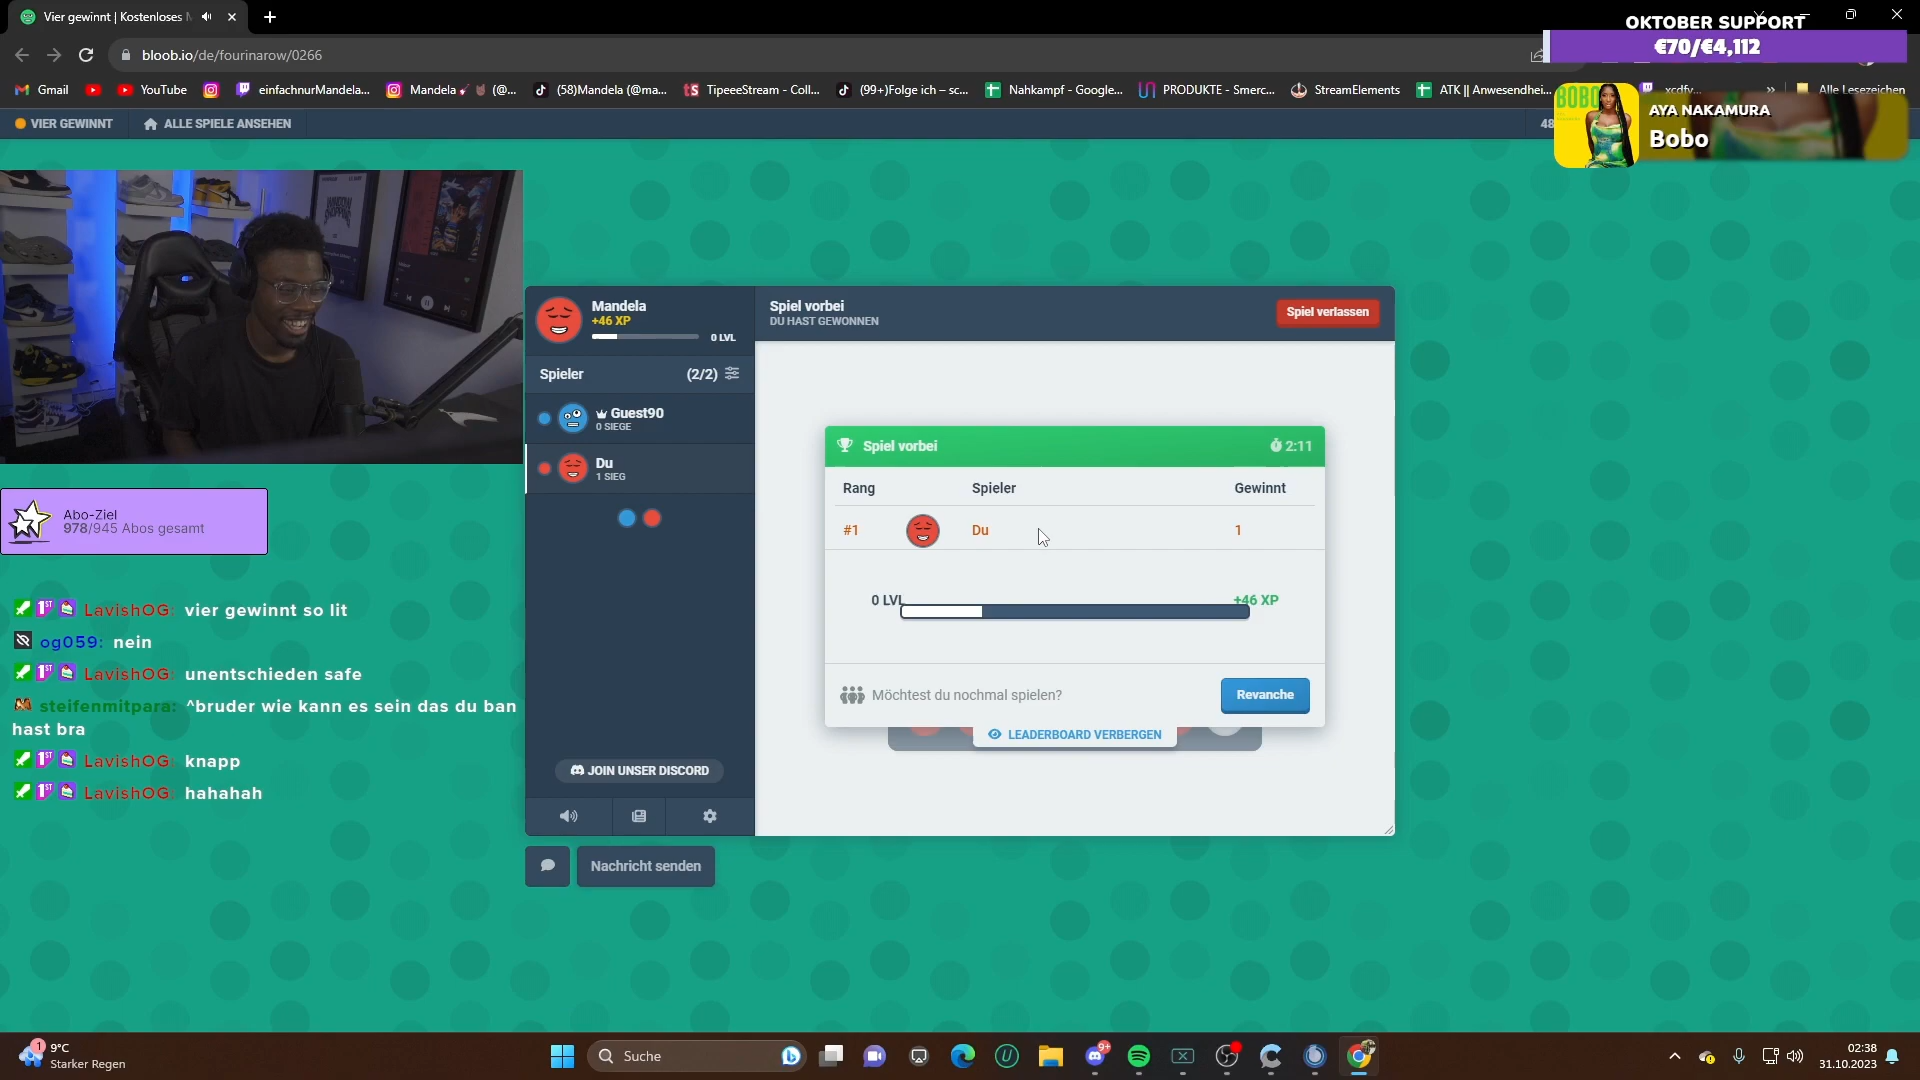 Vier gewinnt | Kostenloses M
OKTOBER SUPPORT
€70/€4,112
bloob.io/de/fourinarow/0266
Gmail
YouTube
einfachnurMandela...
Mandela
(@...
(58)Mandela (@ma...
TipeeeStream - Coll...
(99+)Folge ich – sc...
Nahkampf - Google...
PRODUKTE - Smerc...
StreamElements
ATK || Anwesendhei...
xcdfv...
»
Alle Lesezeichen
VIER GEWINNT
ALLE SPIELE ANSEHEN
48
BOBO
AYA NAKAMURA
Bobo
Mandela
+46 XP
0 LVL
Spiel vorbei
DU HAST GEWONNEN
Spiel verlassen
Spieler
(2/2)
Guest90
0 SIEGE
Du
1 SIEG
Spiel vorbei
2:11
Rang
Spieler
Gewinnt
#1
Du
1
0 LVL
+46 XP
Möchtest du nochmal spielen?
Revanche
LEADERBOARD VERBERGEN
JOIN UNSER DISCORD
Nachricht senden
Abo-Ziel
978/945 Abos gesamt
LavishOG: vier gewinnt so lit
og059: nein
LavishOG: unentschieden safe
steifenmitpara: ^bruder wie kann es sein das du ban
hast bra
LavishOG: knapp
LavishOG: hahahah
1
9°C
Starker Regen
Suche
9+
02:38
31.10.2023